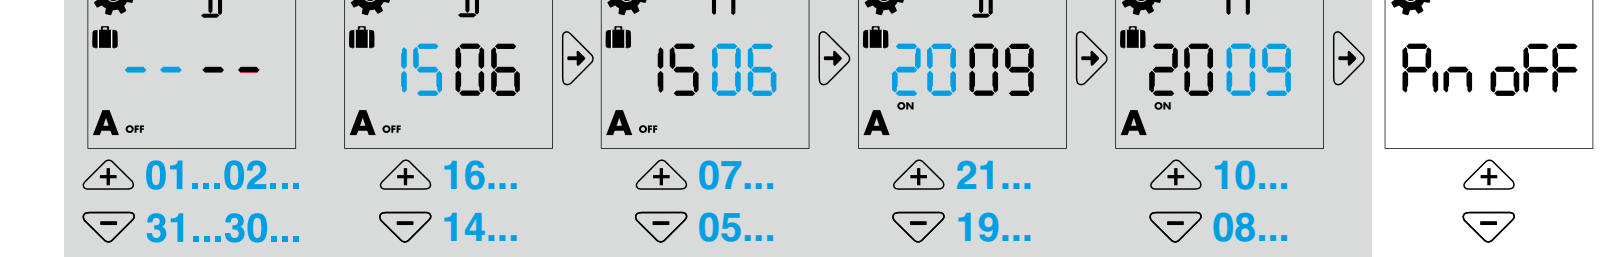 -- -- 1506 1506 2009 2009 Pin oFF
ON ON
A OFF A OFF A OFF A A
+ 01...02... + 16... + 07... + 21... + 10... +
- 31...30... - 14... - 05... - 19... - 08... -